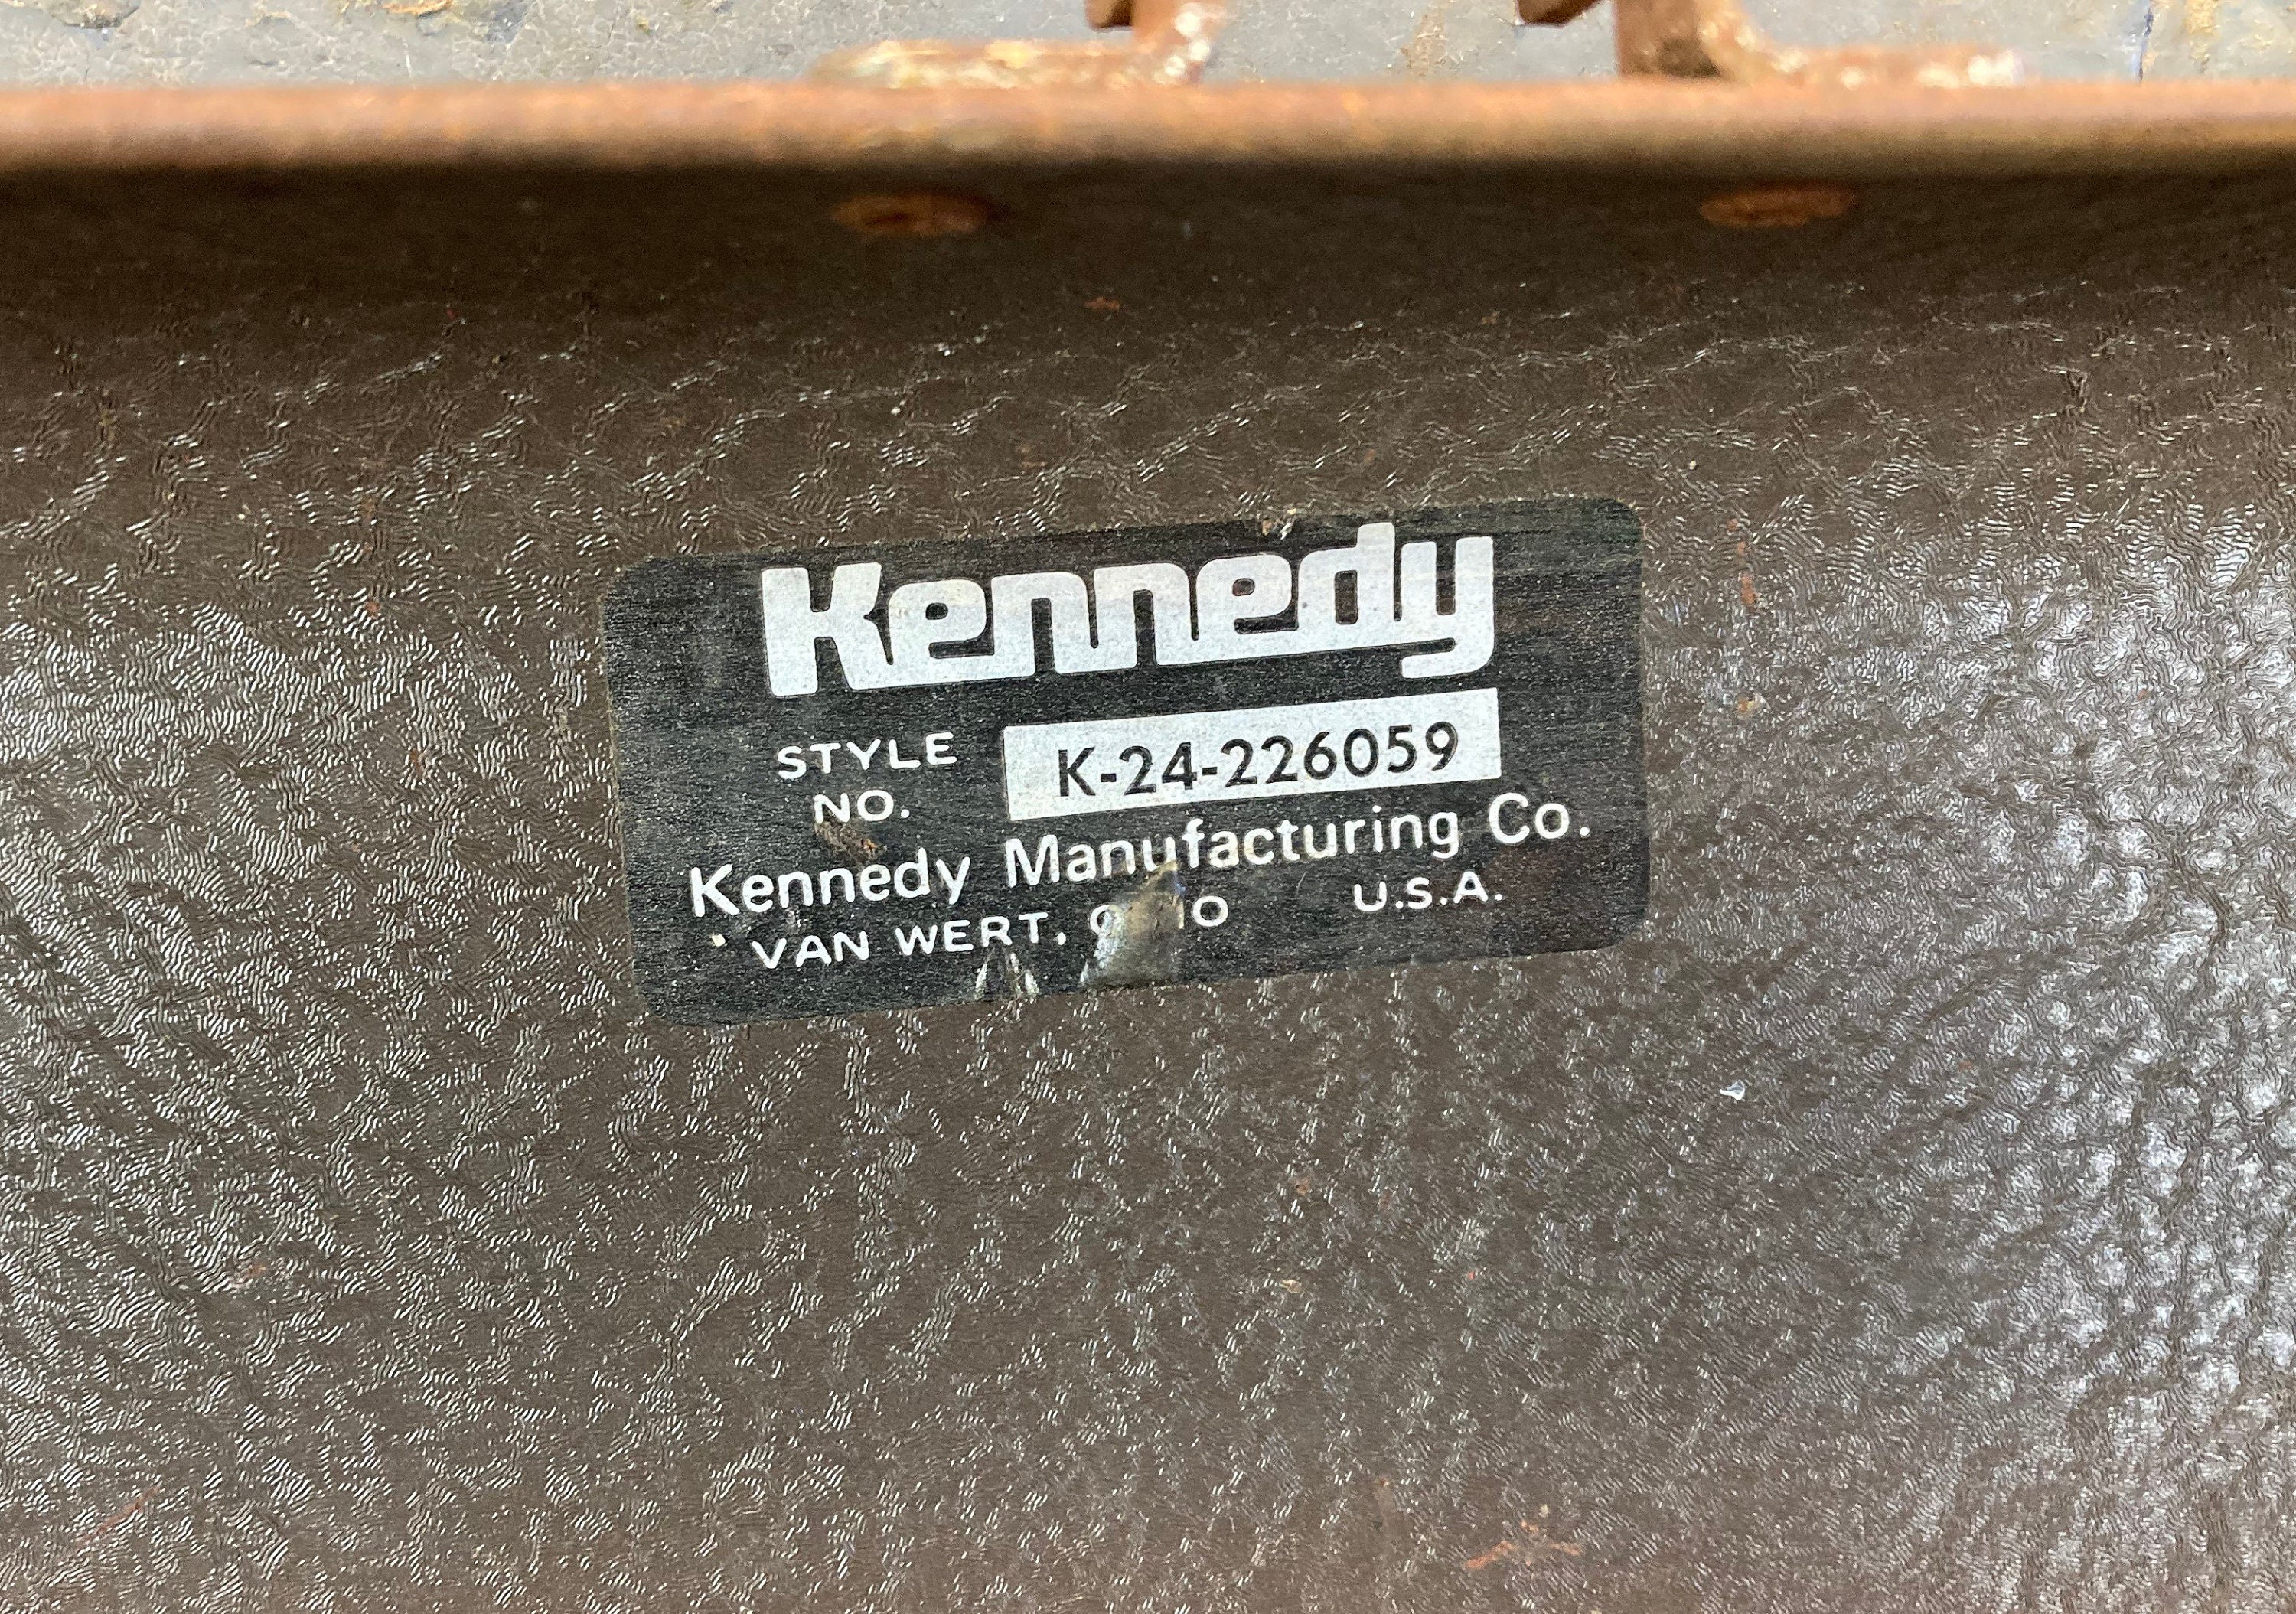 Kennedy
STYLE NO. K-24-226059
Kennedy Manufacturing Co.
VAN WERT, U.S.A.